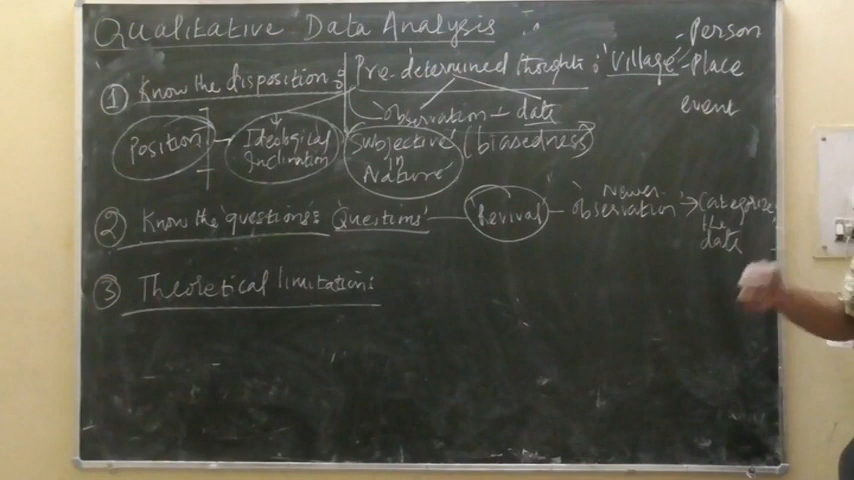 Qualitative Data Analysis
- Person
① Know the disposition: Pre-determined thoughts: 'Village' - Place
observation - data event
Position Ideological Inclination Subjective in Nature (biasedness)
② Know the questions: Questions' - 'Revival' - Newer observation → Categorize the data
③ Theoretical limitation: